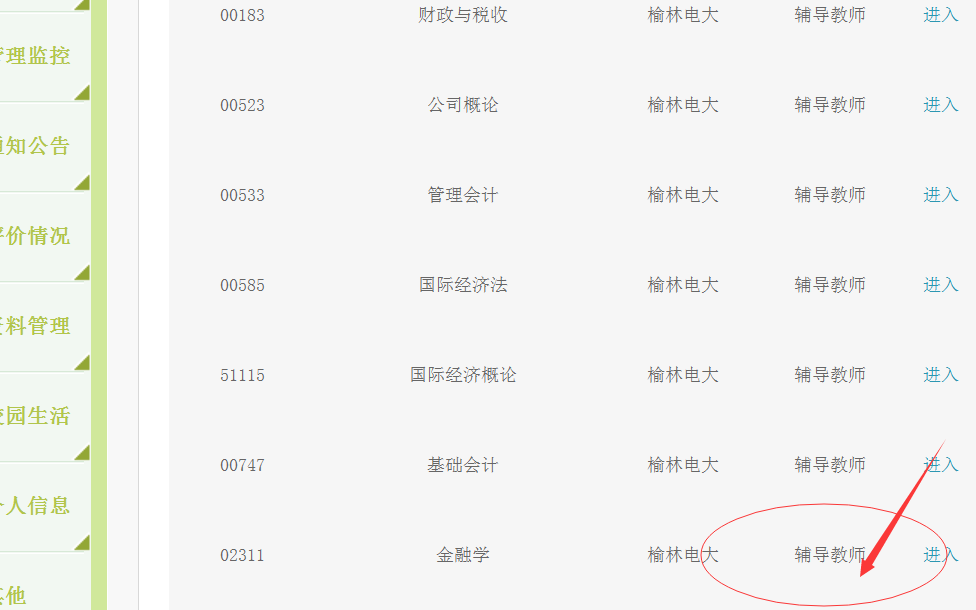 理监控
知公告
价情况
料管理
园生活
人信息
他
00183 财政与税收 榆林电大 辅导教师 进入
00523 公司概论 榆林电大 辅导教师 进入
00533 管理会计 榆林电大 辅导教师 进入
00585 国际经济法 榆林电大 辅导教师 进入
51115 国际经济概论 榆林电大 辅导教师 进入
00747 基础会计 榆林电大 辅导教师 进入
02311 金融学 榆林电大 辅导教师 进入